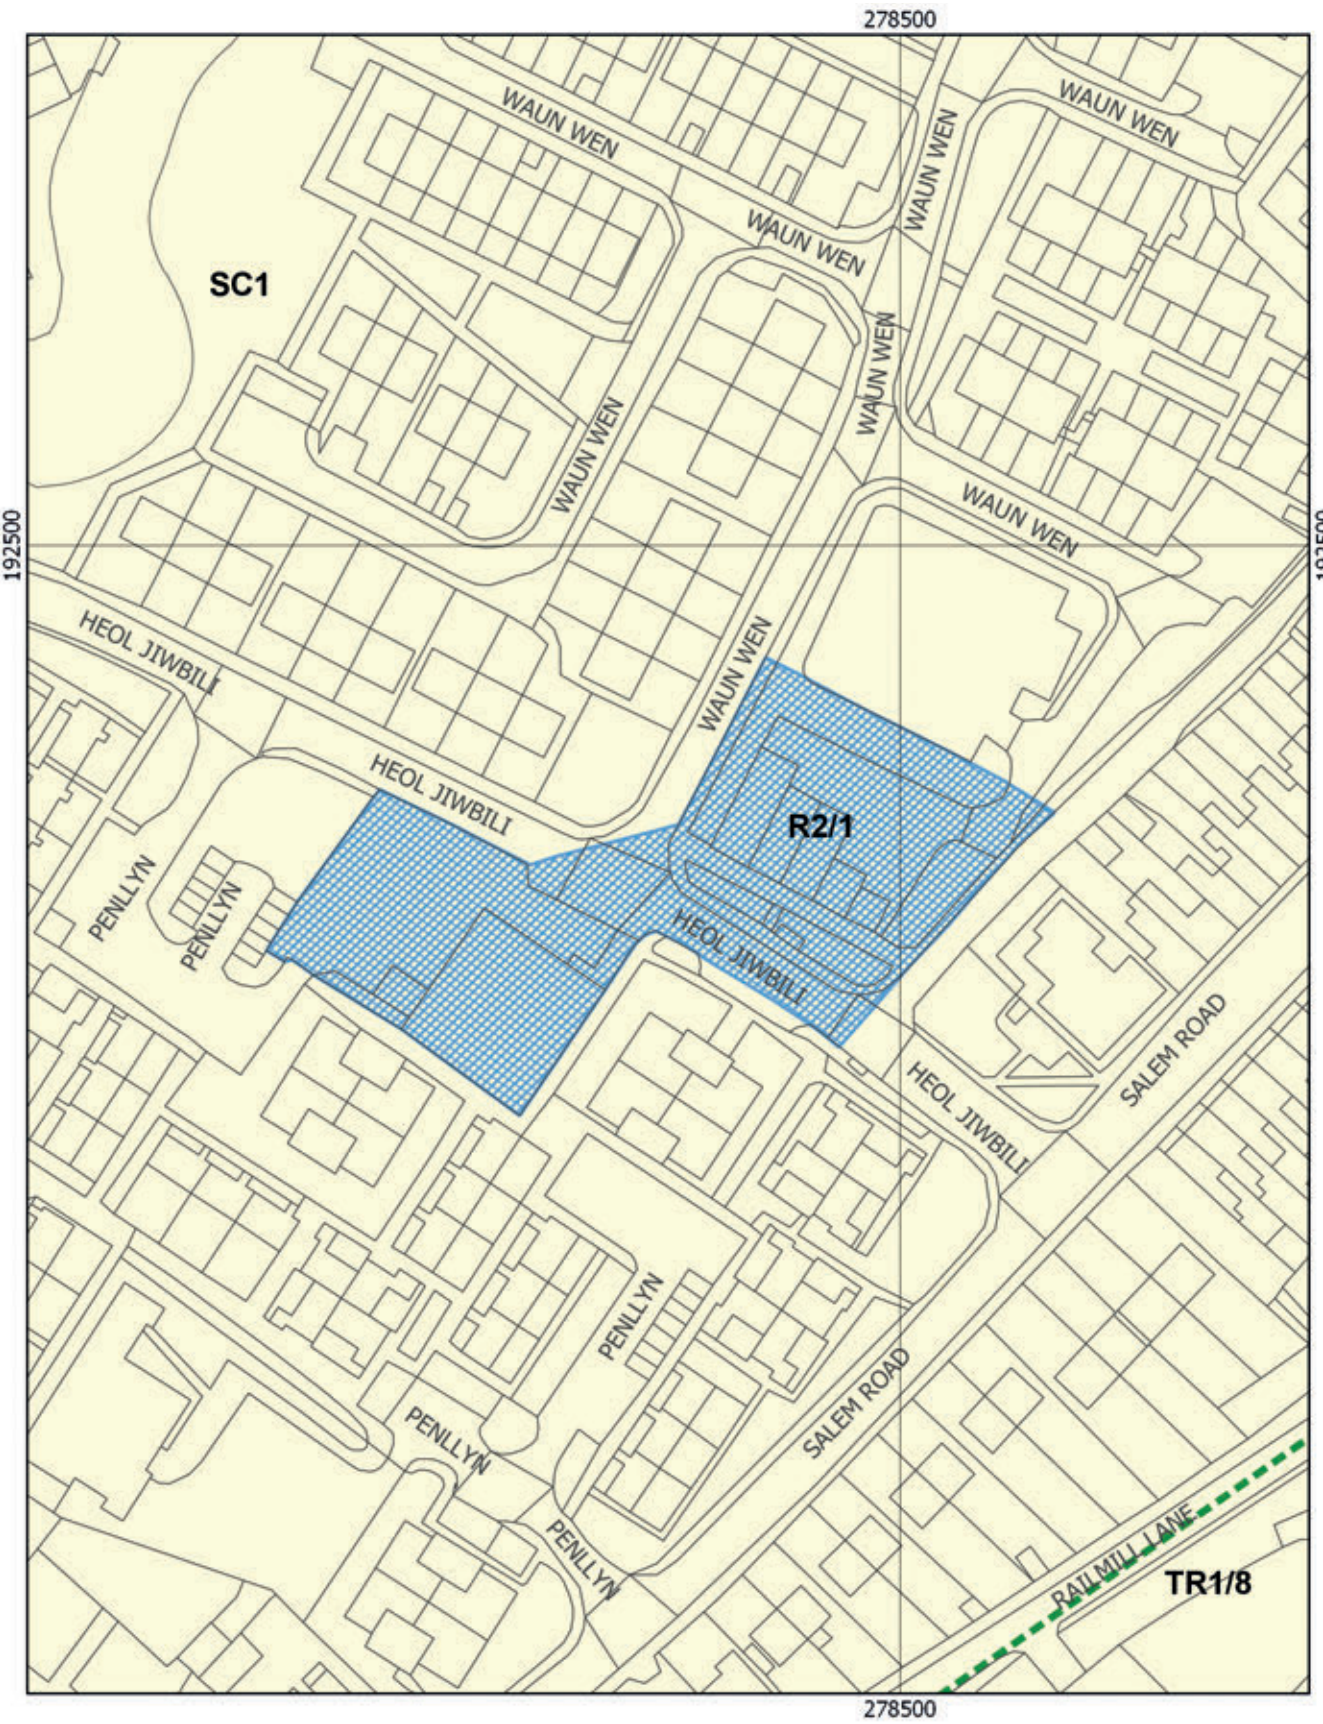 278500
WAUN WEN
WAUN WEN
WAUN WEN
WAUN WEN
SC1
WAUN WEN
WAUN WEN
WAUN WEN
192500
HEOL JIWBILI
WAUN WEN
HEOL JIWBILI
R2/1
PENLLYN
PENLLYN
HEOL JIWBILI
SALEM ROAD
HEOL JIWBILI
PENLLYN
SALEM ROAD
PENLLYN
PENLLYN
RAILMILL LANE
TR1/8
278500